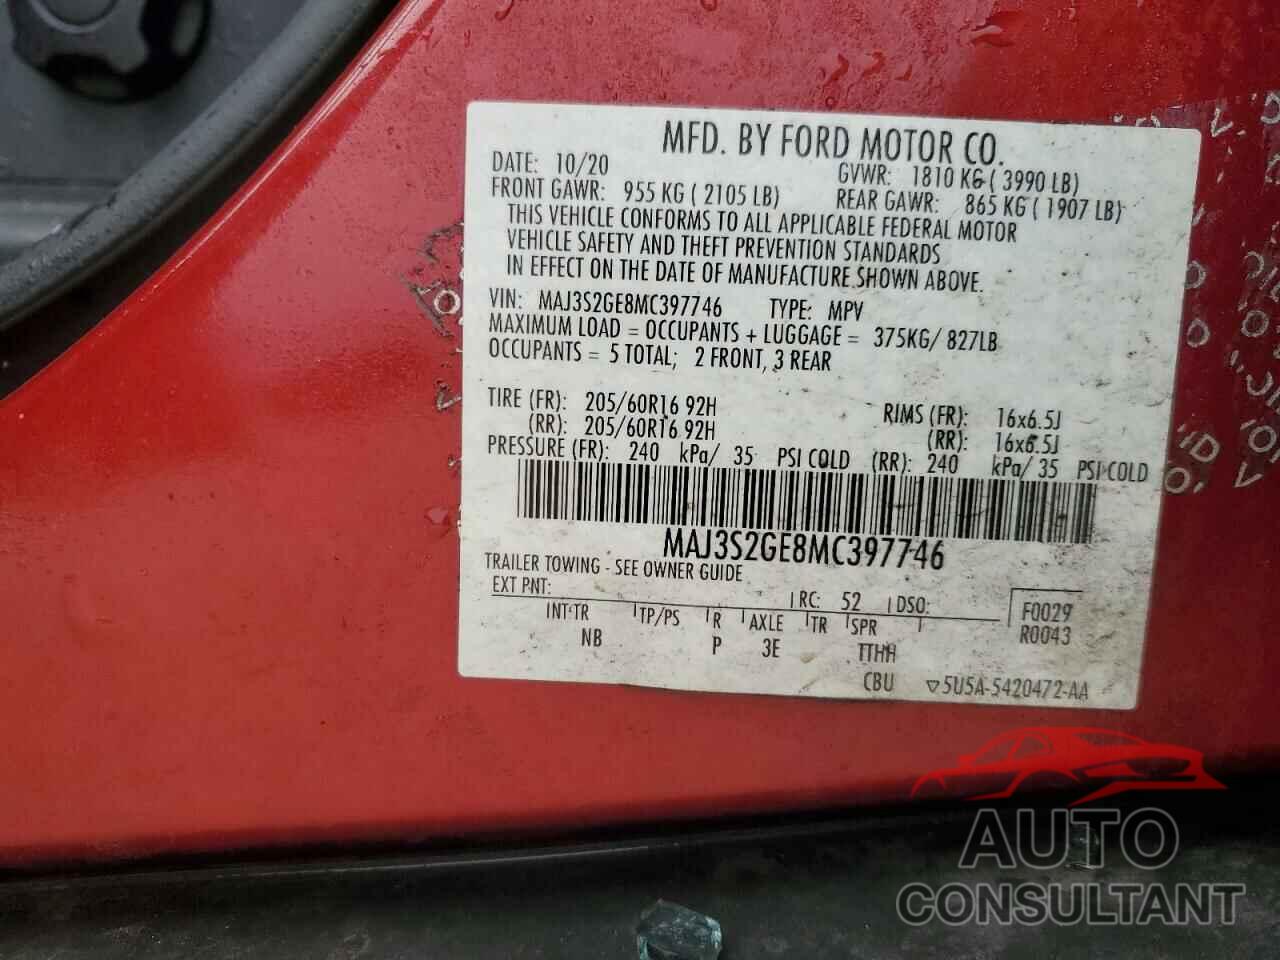 MFD. BY FORD MOTOR CO.
DATE: 10/20 GVWR: 1810 KG ( 3990 LB)
FRONT GAWR: 955 KG ( 2105 LB) REAR GAWR: 865 KG ( 1907 LB)
THIS VEHICLE CONFORMS TO ALL APPLICABLE FEDERAL MOTOR
VEHICLE SAFETY AND THEFT PREVENTION STANDARDS
IN EFFECT ON THE DATE OF MANUFACTURE SHOWN ABOVE.
VIN: MAJ3S2GE8MC397746 TYPE: MPV
MAXIMUM LOAD = OCCUPANTS + LUGGAGE = 375KG/ 827LB
OCCUPANTS = 5 TOTAL; 2 FRONT, 3 REAR
TIRE (FR): 205/60R16 92H RIMS (FR): 16x6.5J
(RR): 205/60R16 92H (RR): 16x6.5J
PRESSURE (FR): 240 kPa/ 35 PSI COLD (RR): 240 kPa/ 35 PSI COLD
MAJ3S2GE8MC397746
TRAILER TOWING - SEE OWNER GUIDE
EXT PNT: RC: 52 DSO: F0029
INT TR TP/PS R AXLE TR SPR R0043
NB P 3E TTHH
CBU 5U5A-5420472-AA
AUTO
CONSULTANT